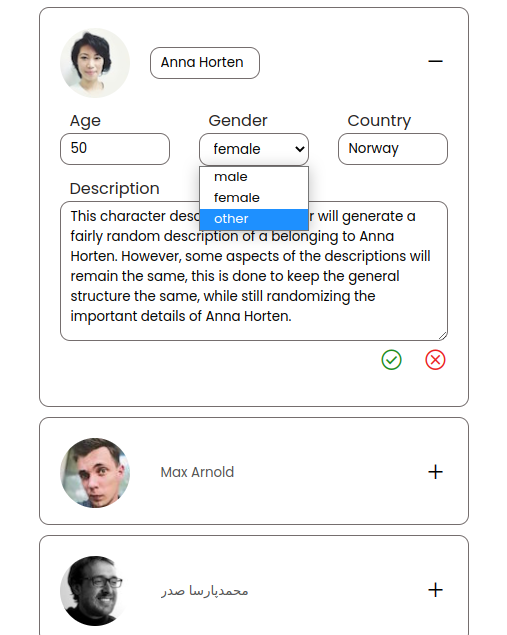 Anna Horten
Age
Gender
Country
50
female
Norway
male
female
other
Description
This character desc r will generate a
fairly random description of a belonging to Anna
Horten. However, some aspects of the descriptions will
remain the same, this is done to keep the general
structure the same, while still randomizing the
important details of Anna Horten.
Max Arnold
محمدپارسا صدر